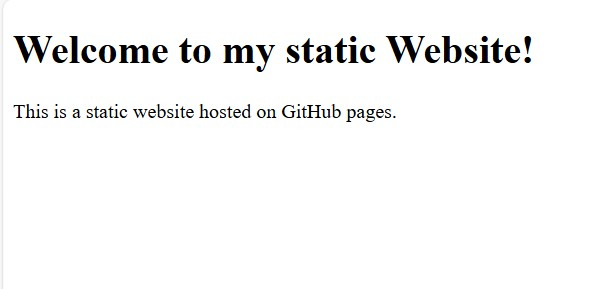 Welcome to my static Website!
This is a static website hosted on GitHub pages.